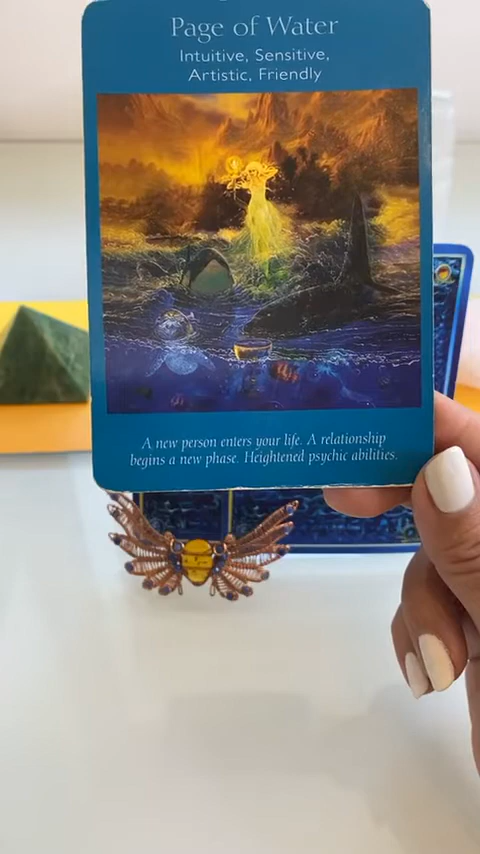 Page of Water
Intuitive, Sensitive,
Artistic, Friendly
A new person enters your life. A relationship
begins a new phase. Heightened psychic abilities.